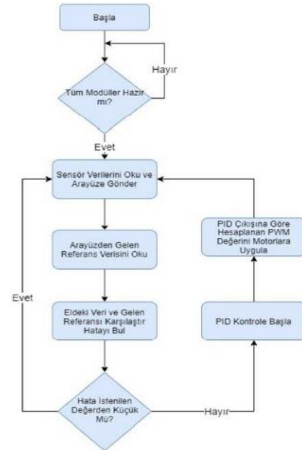 Başla
Hayır
Tüm Modüller Hazır
mı?
Evet
Sensör Verilerini Oku ve
Arayüze Gönder
PID Çıkışına Göre
Hesaplanan PWM
Değerini Motorlara
Uygula
Arayüzden Gelen
Referans Verisini Oku
Evet
Eldeki Veri ve Gelen
Referansı Karşılaştır
Hatayı Bul
PID Kontrole Başla
Hata İstenilen
Değerden Küçük
Mü?
Hayır